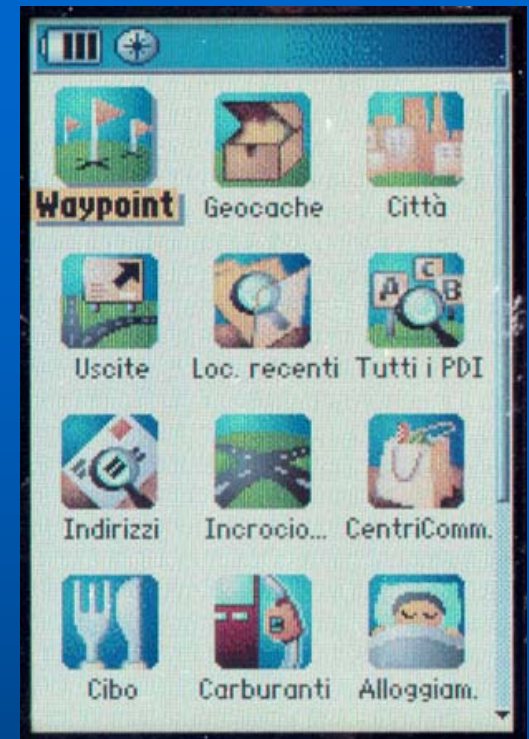 Waypoint Geocache Città
Uscite Loc. recenti Tutti i PDI
A C B
Indirizzi Incrocio... CentriComm.
Cibo Carburanti Alloggiam.